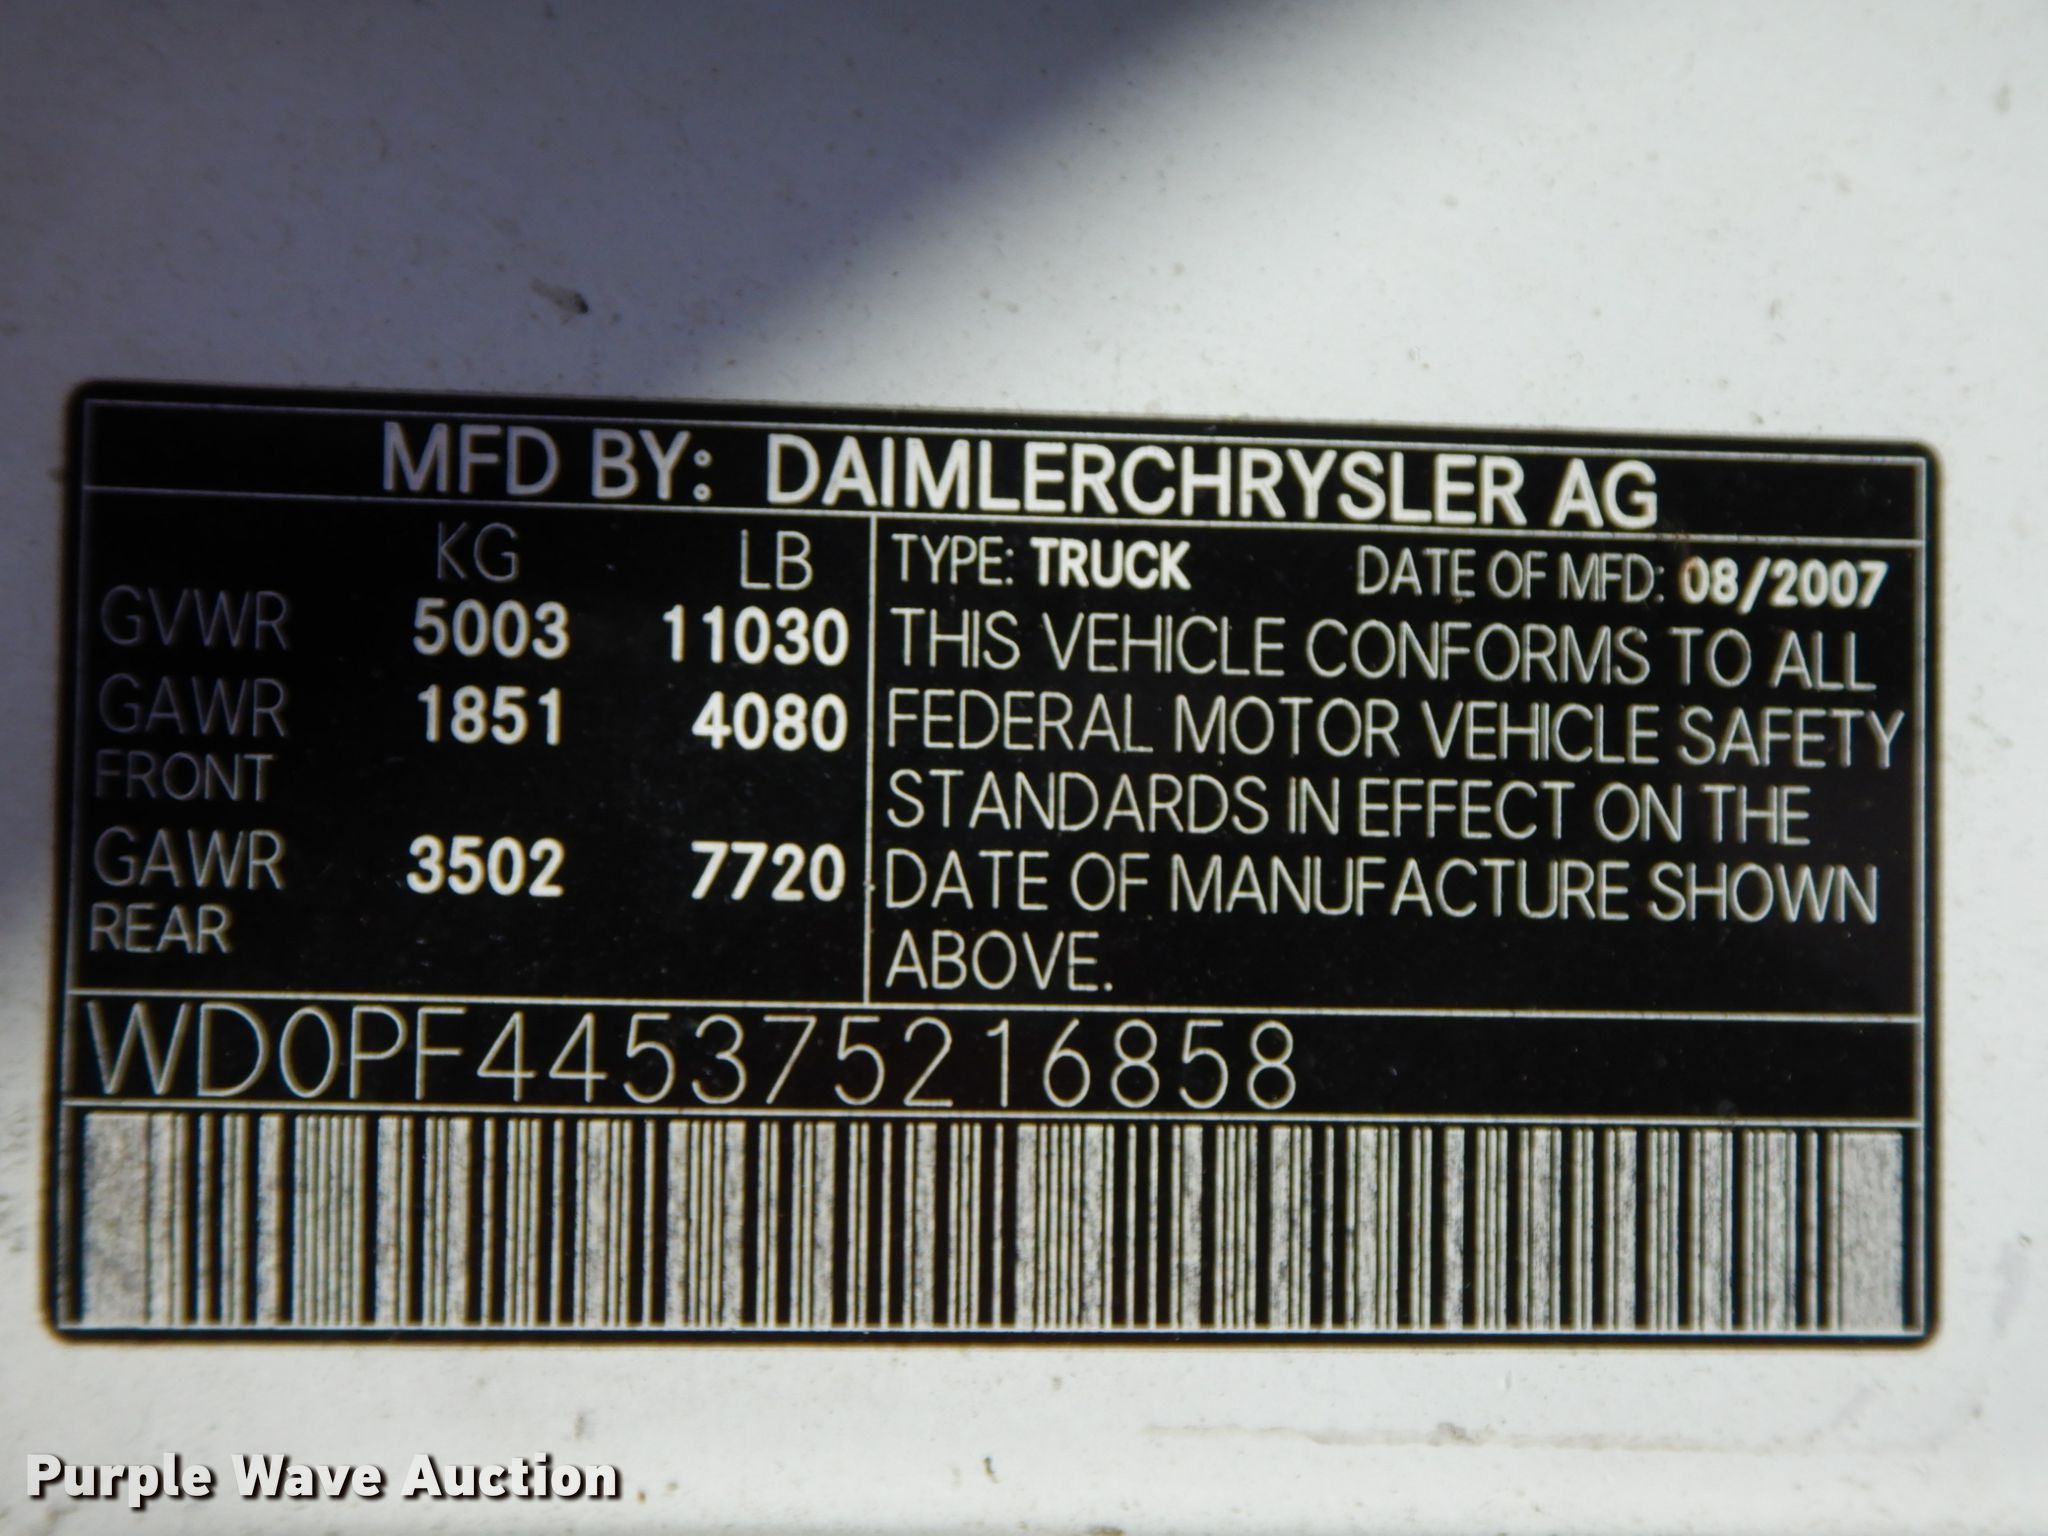 MFD BY: DAIMLERCHRYSLER AG
KG LB
GVWR 5003 11030
GAWR 1851 4080
FRONT
GAWR 3502 7720
REAR
TYPE: TRUCK DATE OF MFD: 08/2007
THIS VEHICLE CONFORMS TO ALL
FEDERAL MOTOR VEHICLE SAFETY
STANDARDS IN EFFECT ON THE
DATE OF MANUFACTURE SHOWN
ABOVE.
WD0PF445375216858
Purple Wave Auction